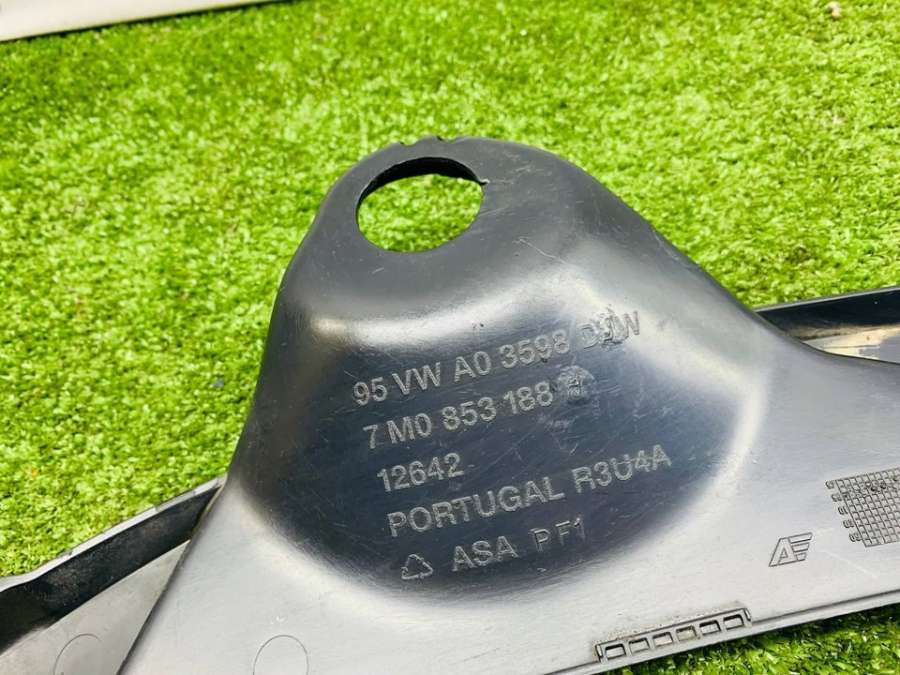 95 VW A0 3598
7 M0 853 188
12642
PORTUGAL R3U4A
ASA PF1